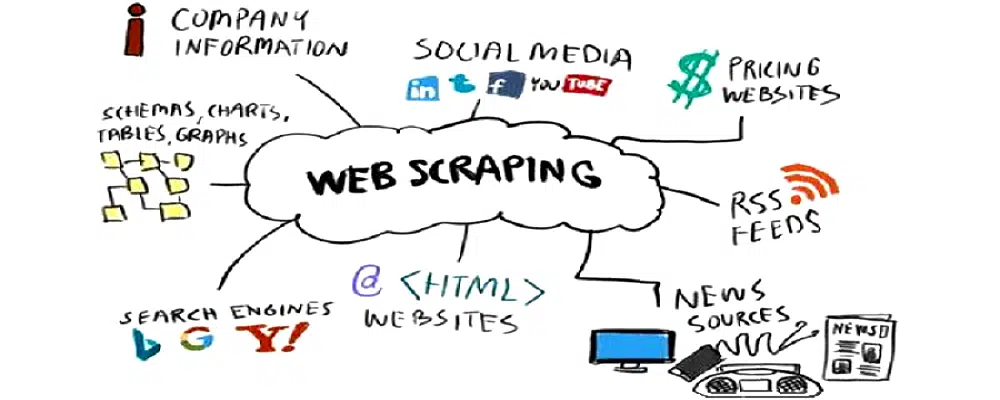 i COMPANY
INFORMATION
SOCIAL MEDIA
in t f YOUTUBE
$ PRICING
WEBSITES
SCHEMAS, CHARTS,
TABLES, GRAPHS
WEB SCRAPING
RSS
FEEDS
@ <HTML>
WEBSITES
SEARCH ENGINES
b G Y!
NEWS
SOURCES
NEWS